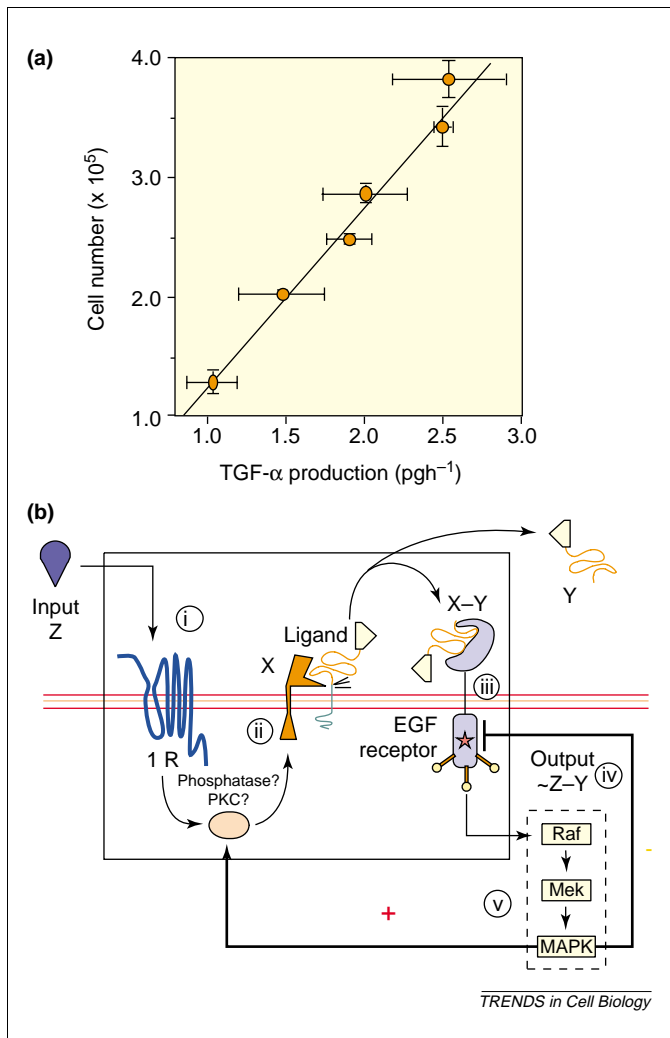 (a)
4.0
3.0
2.0
1.0
Cell number (x 10⁵)
1.0 1.5 2.0 2.5 3.0
TGF-α production (pgh⁻¹)
(b)
Input
Z
i
1 R
Phosphatase?
PKC?
ii
X
Ligand
X–Y
Y
iii
EGF
receptor
Output
~Z–Y
iv
Raf
Mek
MAPK
v
+
-
TRENDS in Cell Biology